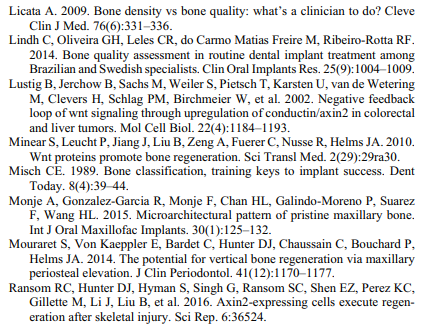 Licata A. 2009. Bone density vs bone quality: what’s a clinician to do? Cleve
Clin J Med. 76(6):331–336.
Lindh C, Oliveira GH, Leles CR, do Carmo Matias Freire M, Ribeiro-Rotta RF.
2014. Bone quality assessment in routine dental implant treatment among
Brazilian and Swedish specialists. Clin Oral Implants Res. 25(9):1004–1009.
Lustig B, Jerchow B, Sachs M, Weiler S, Pietsch T, Karsten U, van de Wetering
M, Clevers H, Schlag PM, Birchmeier W, et al. 2002. Negative feedback
loop of wnt signaling through upregulation of conductin/axin2 in colorectal
and liver tumors. Mol Cell Biol. 22(4):1184–1193.
Minear S, Leucht P, Jiang J, Liu B, Zeng A, Fuerer C, Nusse R, Helms JA. 2010.
Wnt proteins promote bone regeneration. Sci Transl Med. 2(29):29ra30.
Misch CE. 1989. Bone classification, training keys to implant success. Dent
Today. 8(4):39–44.
Monje A, Gonzalez-Garcia R, Monje F, Chan HL, Galindo-Moreno P, Suarez
F, Wang HL. 2015. Microarchitectural pattern of pristine maxillary bone.
Int J Oral Maxillofac Implants. 30(1):125–132.
Mouraret S, Von Kaeppler E, Bardet C, Hunter DJ, Chaussain C, Bouchard P,
Helms JA. 2014. The potential for vertical bone regeneration via maxillary
periosteal elevation. J Clin Periodontol. 41(12):1170–1177.
Ransom RC, Hunter DJ, Hyman S, Singh G, Ransom SC, Shen EZ, Perez KC,
Gillette M, Li J, Liu B, et al. 2016. Axin2-expressing cells execute regen-
eration after skeletal injury. Sci Rep. 6:36524.